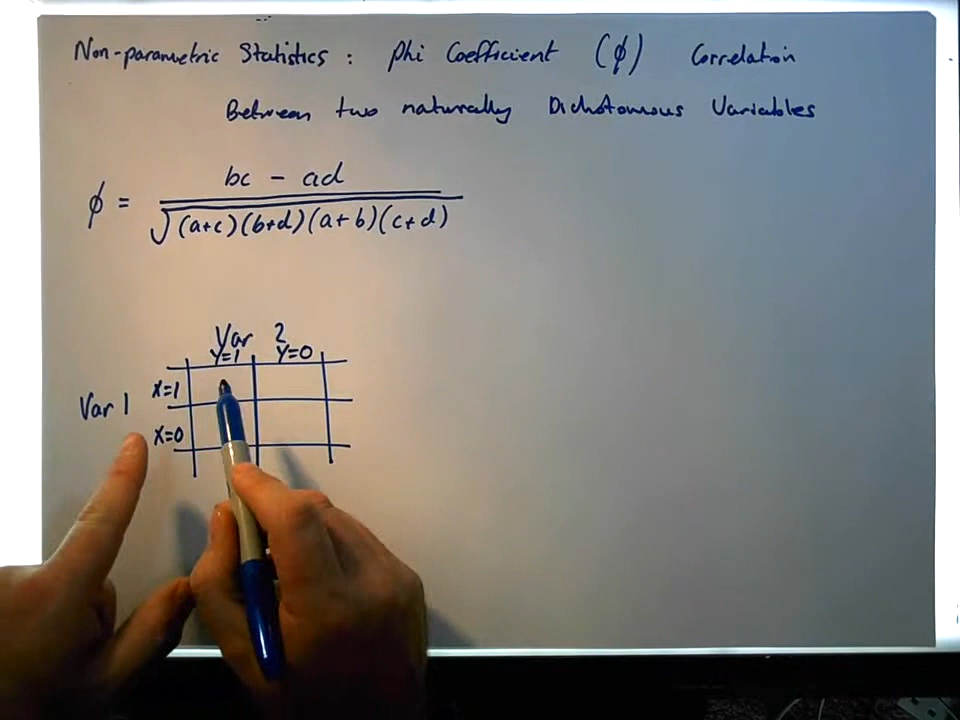 Non-parametric Statistics : Phi Coefficient (ϕ) Correlation
Between two naturally Dichotomous Variables
ϕ = bc - ad
√(a+c)(b+d)(a+b)(c+d)
Var 2
Y=1 Y=0
X=1
Var 1
X=0